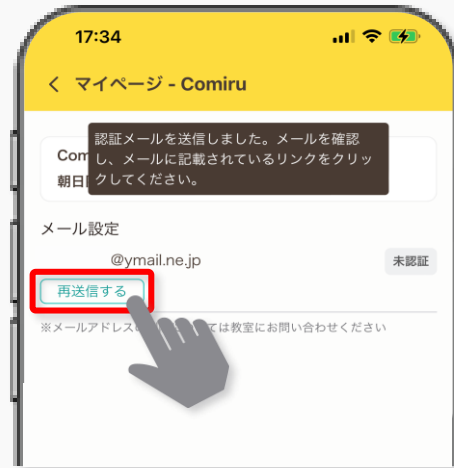 17:34
マイページ - Comiru
認証メールを送信しました。メールを確認
し、メールに記載されているリンクをクリッ
クしてください。
Com
朝日
メール設定
@ymail.ne.jp
未認証
再送信する
※メールアドレス ては教室にお問い合わせください